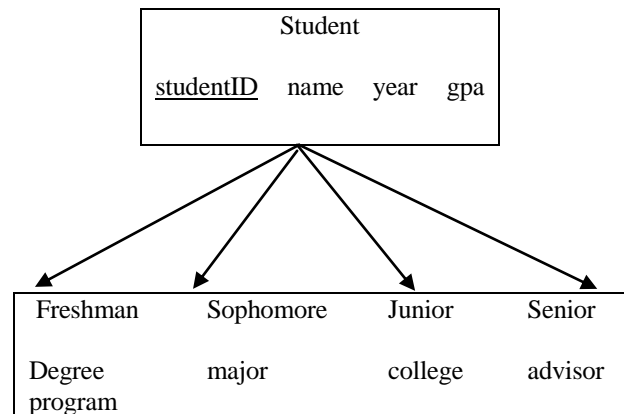 Student
studentID name year gpa
Freshman Sophomore Junior Senior
Degree major college advisor
program